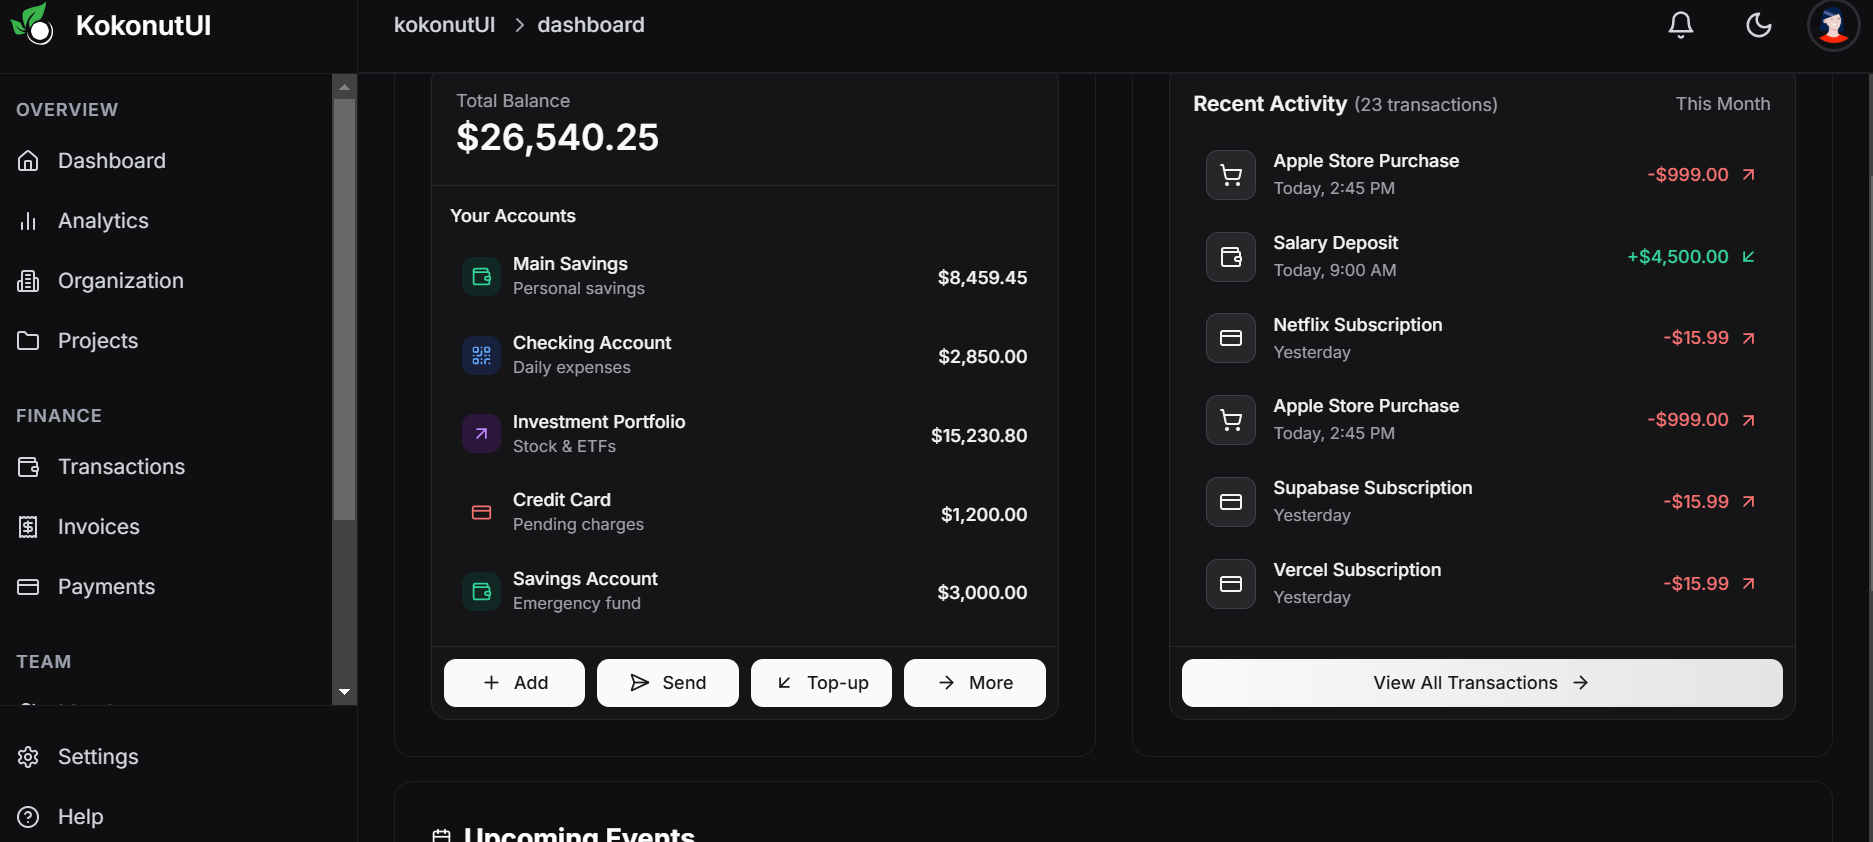 KokonutUI
kokonutUI > dashboard
OVERVIEW
Dashboard
Analytics
Organization
Projects
FINANCE
Transactions
Invoices
Payments
TEAM
Settings
Help
Total Balance
$26,540.25
Your Accounts
Main Savings
Personal savings
$8,459.45
Checking Account
Daily expenses
$2,850.00
Investment Portfolio
Stock & ETFs
$15,230.80
Credit Card
Pending charges
$1,200.00
Savings Account
Emergency fund
$3,000.00
Add
Send
Top-up
More
Recent Activity (23 transactions)
This Month
Apple Store Purchase
Today, 2:45 PM
-$999.00
Salary Deposit
Today, 9:00 AM
+$4,500.00
Netflix Subscription
Yesterday
-$15.99
Apple Store Purchase
Today, 2:45 PM
-$999.00
Supabase Subscription
Yesterday
-$15.99
Vercel Subscription
Yesterday
-$15.99
View All Transactions
Upcoming Events